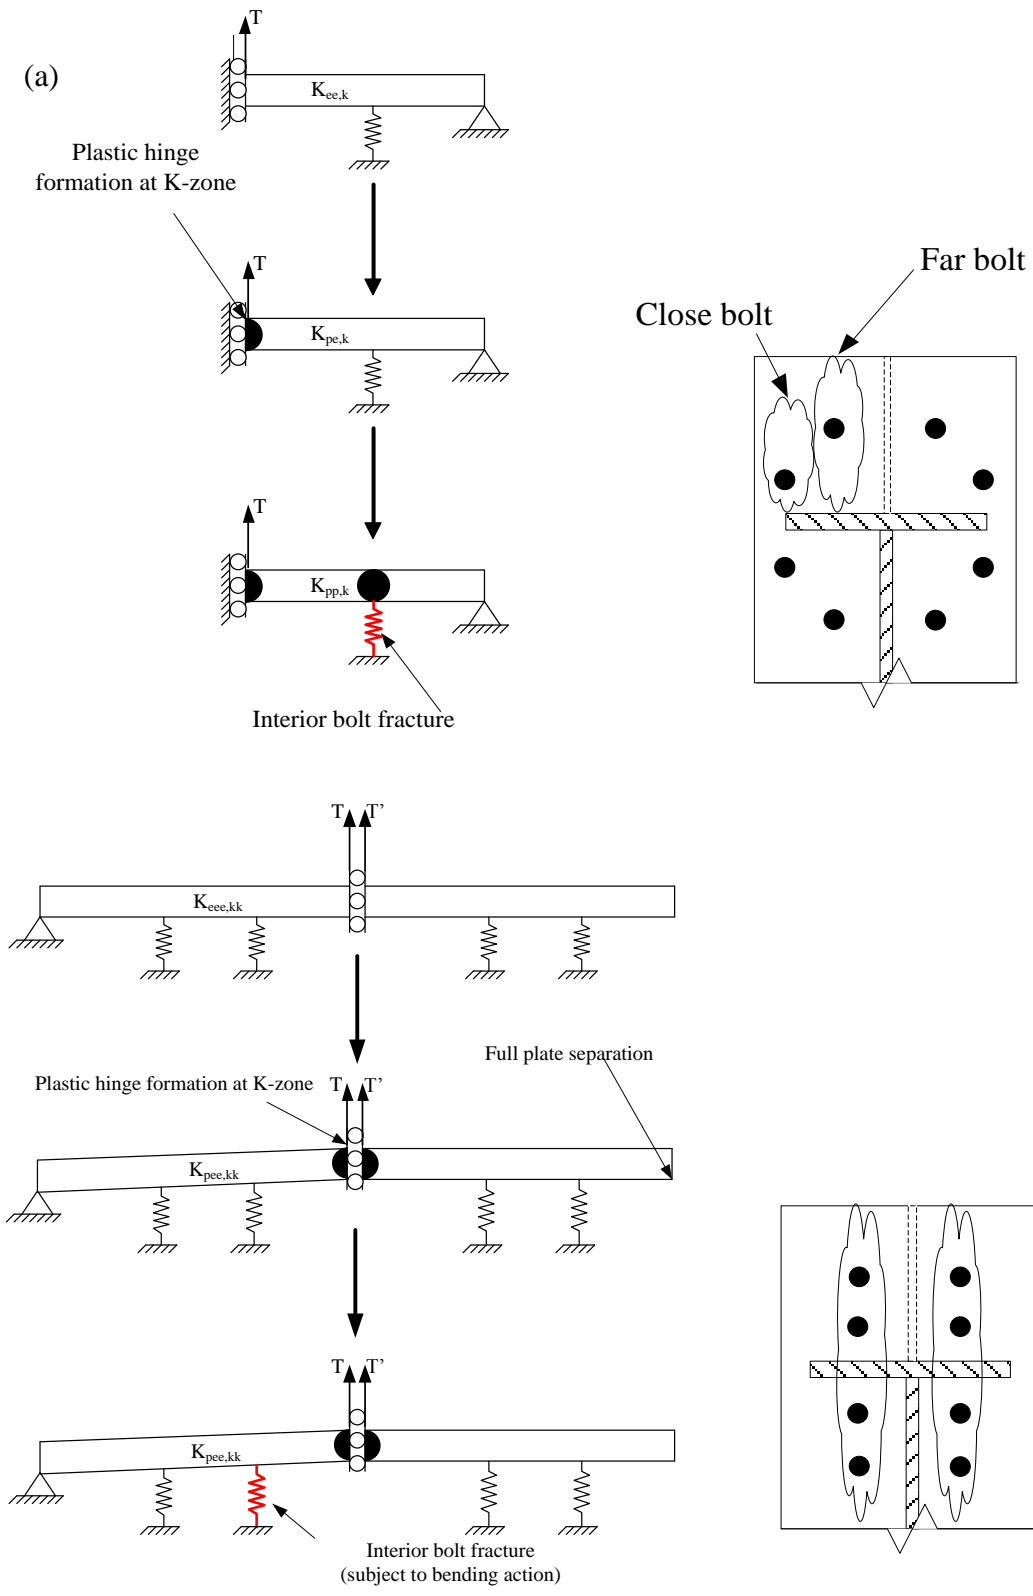 T
(a)
K_ee,k
Plastic hinge
formation at K-zone
T
K_pe,k
Far bolt
Close bolt
T
K_pp,k
Interior bolt fracture
T T’
K_eee,kk
Full plate separation
Plastic hinge formation at K-zone
T T’
K_pee,kk
T T’
K_pee,kk
Interior bolt fracture
(subject to bending action)